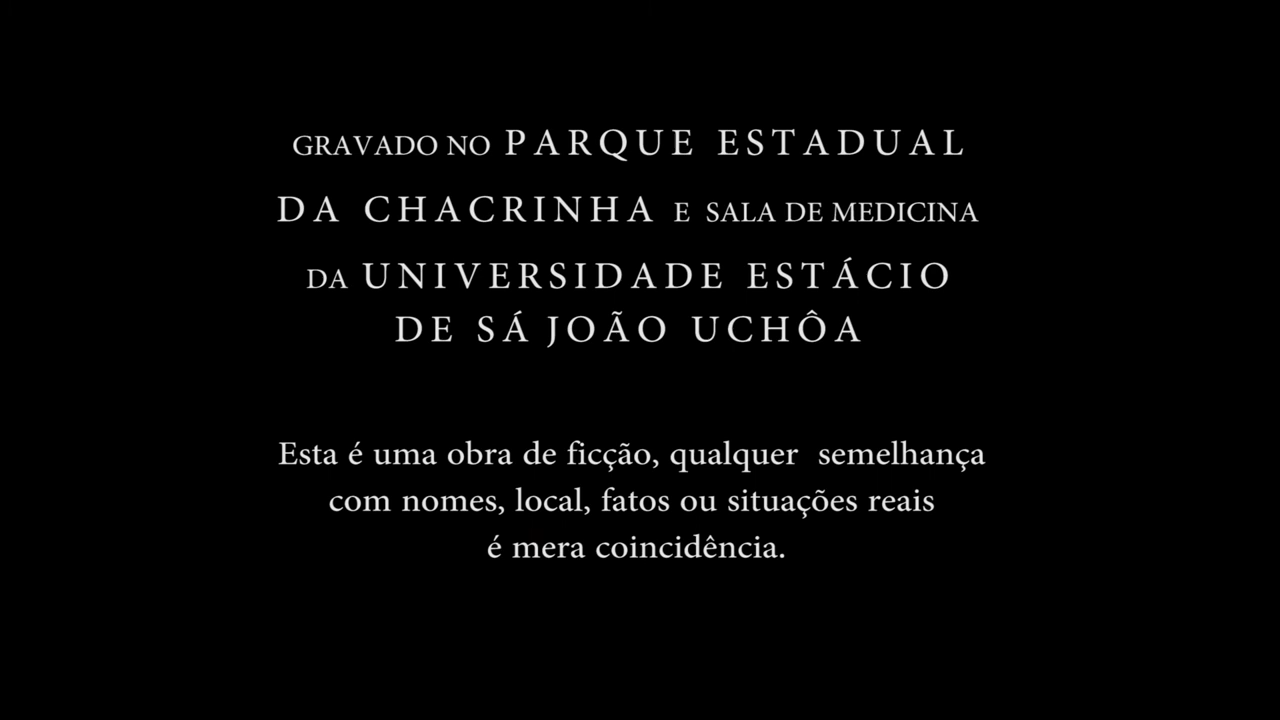 GRAVADO NO PARQUE ESTADUAL
DA CHACRINHA E SALA DE MEDICINA
DA UNIVERSIDADE ESTÁCIO
DE SÁ JOÃO UCHÔA
Esta é uma obra de ficção, qualquer semelhança
com nomes, local, fatos ou situações reais
é mera coincidência.